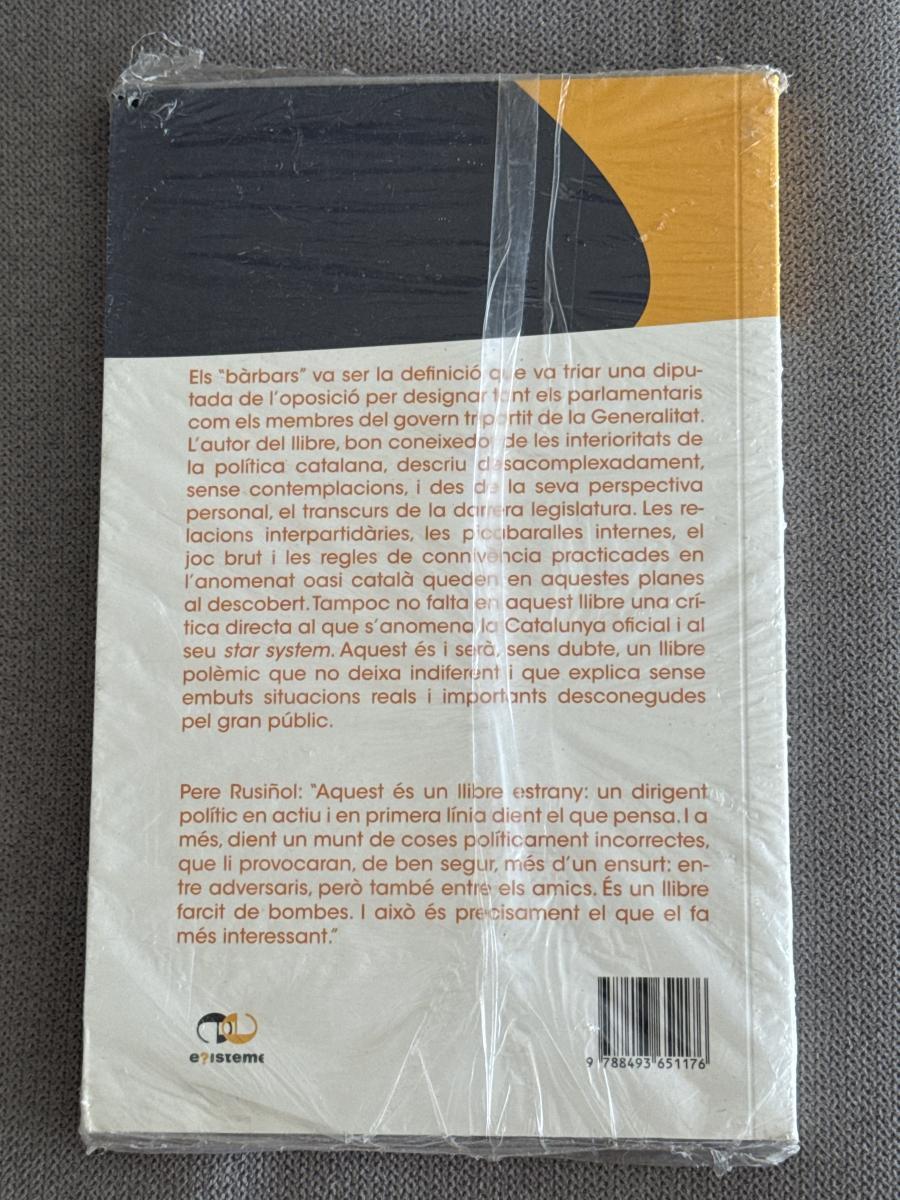 Els "bàrbars" va ser la definició que va triar una dipu-
tada de l'oposició per designar tant els parlamentaris
com els membres del govern tripartit de la Generalitat.
L'autor del llibre, bon coneixedor de les interioritats de
la política catalana, descriu desacomplexadament,
sense contemplacions, i des de la seva perspectiva
personal, el transcurs de la darrera legislatura. Les re-
lacions interpartidàries, les picabaralles internes, el
joc brut i les regles de connivència practicades en
l'anomenat oasi català queden en aquestes planes
al descobert. Tampoc no falta en aquest llibre una crí-
tica directa al que s'anomena la Catalunya oficial i al
seu star system. Aquest és i serà, sens dubte, un llibre
polèmic que no deixa indiferent i que explica sense
embuts situacions reals i importants desconegudes
pel gran públic.
Pere Rusiñol: "Aquest és un llibre estrany: un dirigent
polític en actiu i en primera línia dient el que pensa. I a
més, dient un munt de coses políticament incorrectes,
que li provocaran, de ben segur, més d'un ensurt: en-
tre adversaris, però també entre els amics. És un llibre
farcit de bombes. I això és precisament el que el fa
més interessant."
e?isteme
9 788493 651176